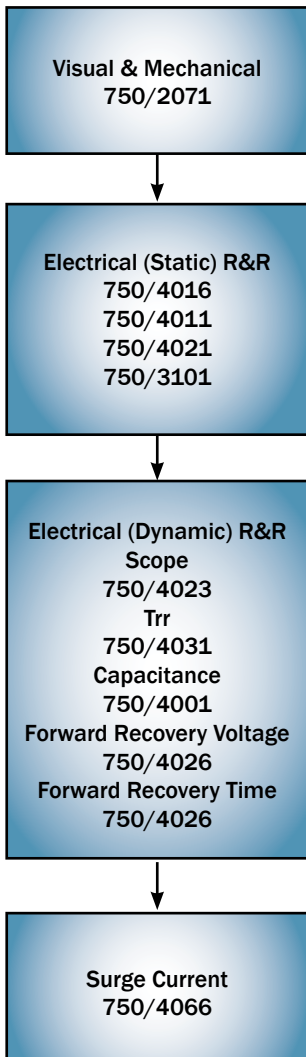 Visual & Mechanical
750/2071
Electrical (Static) R&R
750/4016
750/4011
750/4021
750/3101
Electrical (Dynamic) R&R
Scope
750/4023
Trr
750/4031
Capacitance
750/4001
Forward Recovery Voltage
750/4026
Forward Recovery Time
750/4026
Surge Current
750/4066